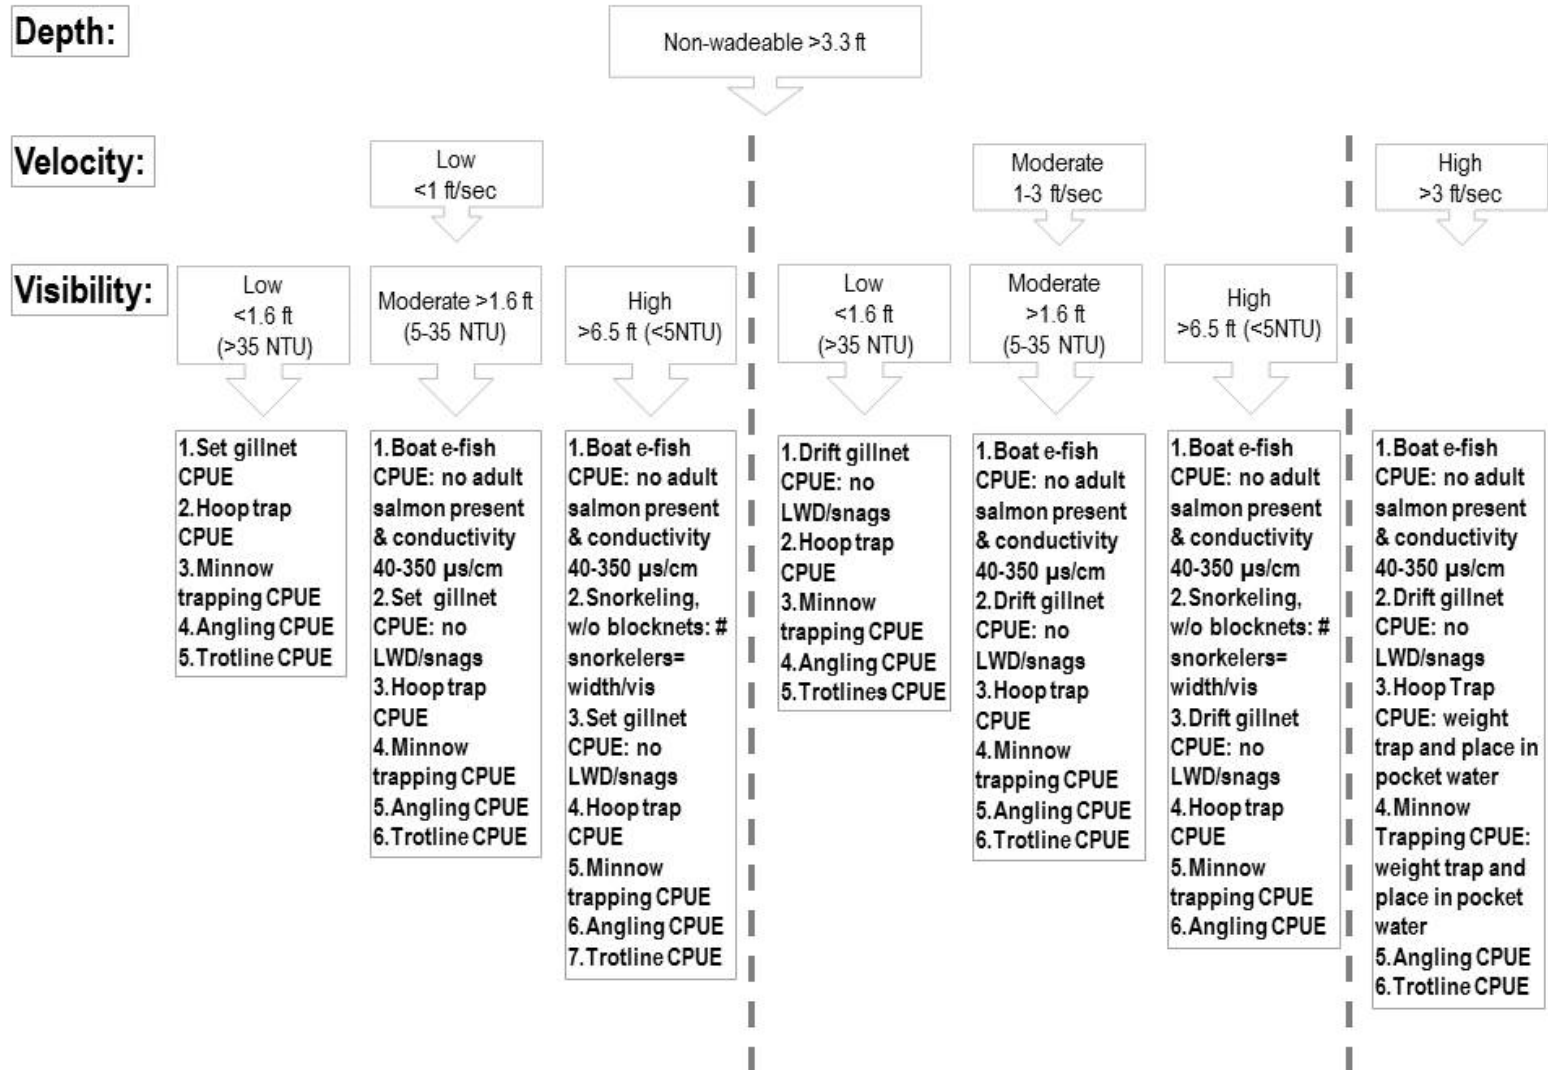 Depth:
Non-wadeable >3.3 ft
Velocity:
Low
<1 ft/sec
Moderate
1-3 ft/sec
High
>3 ft/sec
Visibility:
Low
<1.6 ft
(>35 NTU)
Moderate >1.6 ft
(5-35 NTU)
High
>6.5 ft (<5NTU)
Low
<1.6 ft
(>35 NTU)
Moderate
>1.6 ft
(5-35 NTU)
High
>6.5 ft (<5NTU)
1.Set gillnet
CPUE
2.Hoop trap
CPUE
3.Minnow
trapping CPUE
4.Angling CPUE
5.Trotline CPUE
1.Boat e-fish
CPUE: no adult
salmon present
& conductivity
40-350 µs/cm
2.Set gillnet
CPUE: no
LWD/snags
3.Hoop trap
CPUE
4.Minnow
trapping CPUE
5.Angling CPUE
6.Trotline CPUE
1.Boat e-fish
CPUE: no adult
salmon present
& conductivity
40-350 µs/cm
2.Snorkeling,
w/o blocknets: #
snorkelers=
width/vis
3.Set gillnet
CPUE: no
LWD/snags
4.Hoop trap
CPUE
5.Minnow
trapping CPUE
6.Angling CPUE
7.Trotline CPUE
1.Drift gillnet
CPUE: no
LWD/snags
2.Hoop trap
CPUE
3.Minnow
trapping CPUE
4.Angling CPUE
5.Trotlines CPUE
1.Boat e-fish
CPUE: no adult
salmon present
& conductivity
40-350 µs/cm
2.Drift gillnet
CPUE: no
LWD/snags
3.Hoop trap
CPUE
4.Minnow
trapping CPUE
5.Angling CPUE
6.Trotline CPUE
1.Boat e-fish
CPUE: no adult
salmon present
& conductivity
40-350 µs/cm
2.Snorkeling,
w/o blocknets: #
snorkelers=
width/vis
3.Drift gillnet
CPUE: no
LWD/snags
4.Hoop trap
CPUE
5.Minnow
trapping CPUE
6.Angling CPUE
1.Boat e-fish
CPUE: no adult
salmon present
& conductivity
40-350 µs/cm
2.Drift gillnet
CPUE: no
LWD/snags
3.Hoop Trap
CPUE: weight
trap and place in
pocket water
4.Minnow
Trapping CPUE:
weight trap and
place in pocket
water
5.Angling CPUE
6.Trotline CPUE